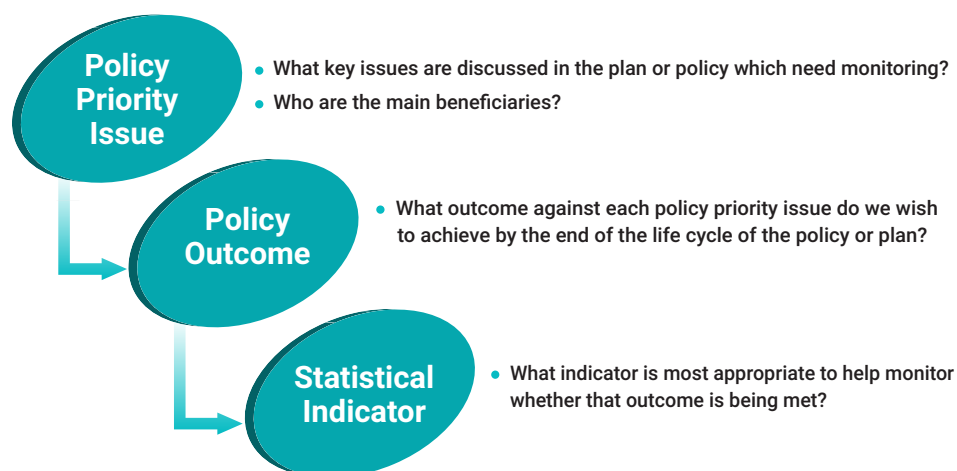 Policy
Priority
Issue
• What key issues are discussed in the plan or policy which need monitoring?
• Who are the main beneficiaries?
Policy
Outcome
• What outcome against each policy priority issue do we wish
to achieve by the end of the life cycle of the policy or plan?
Statistical
Indicator
• What indicator is most appropriate to help monitor
whether that outcome is being met?